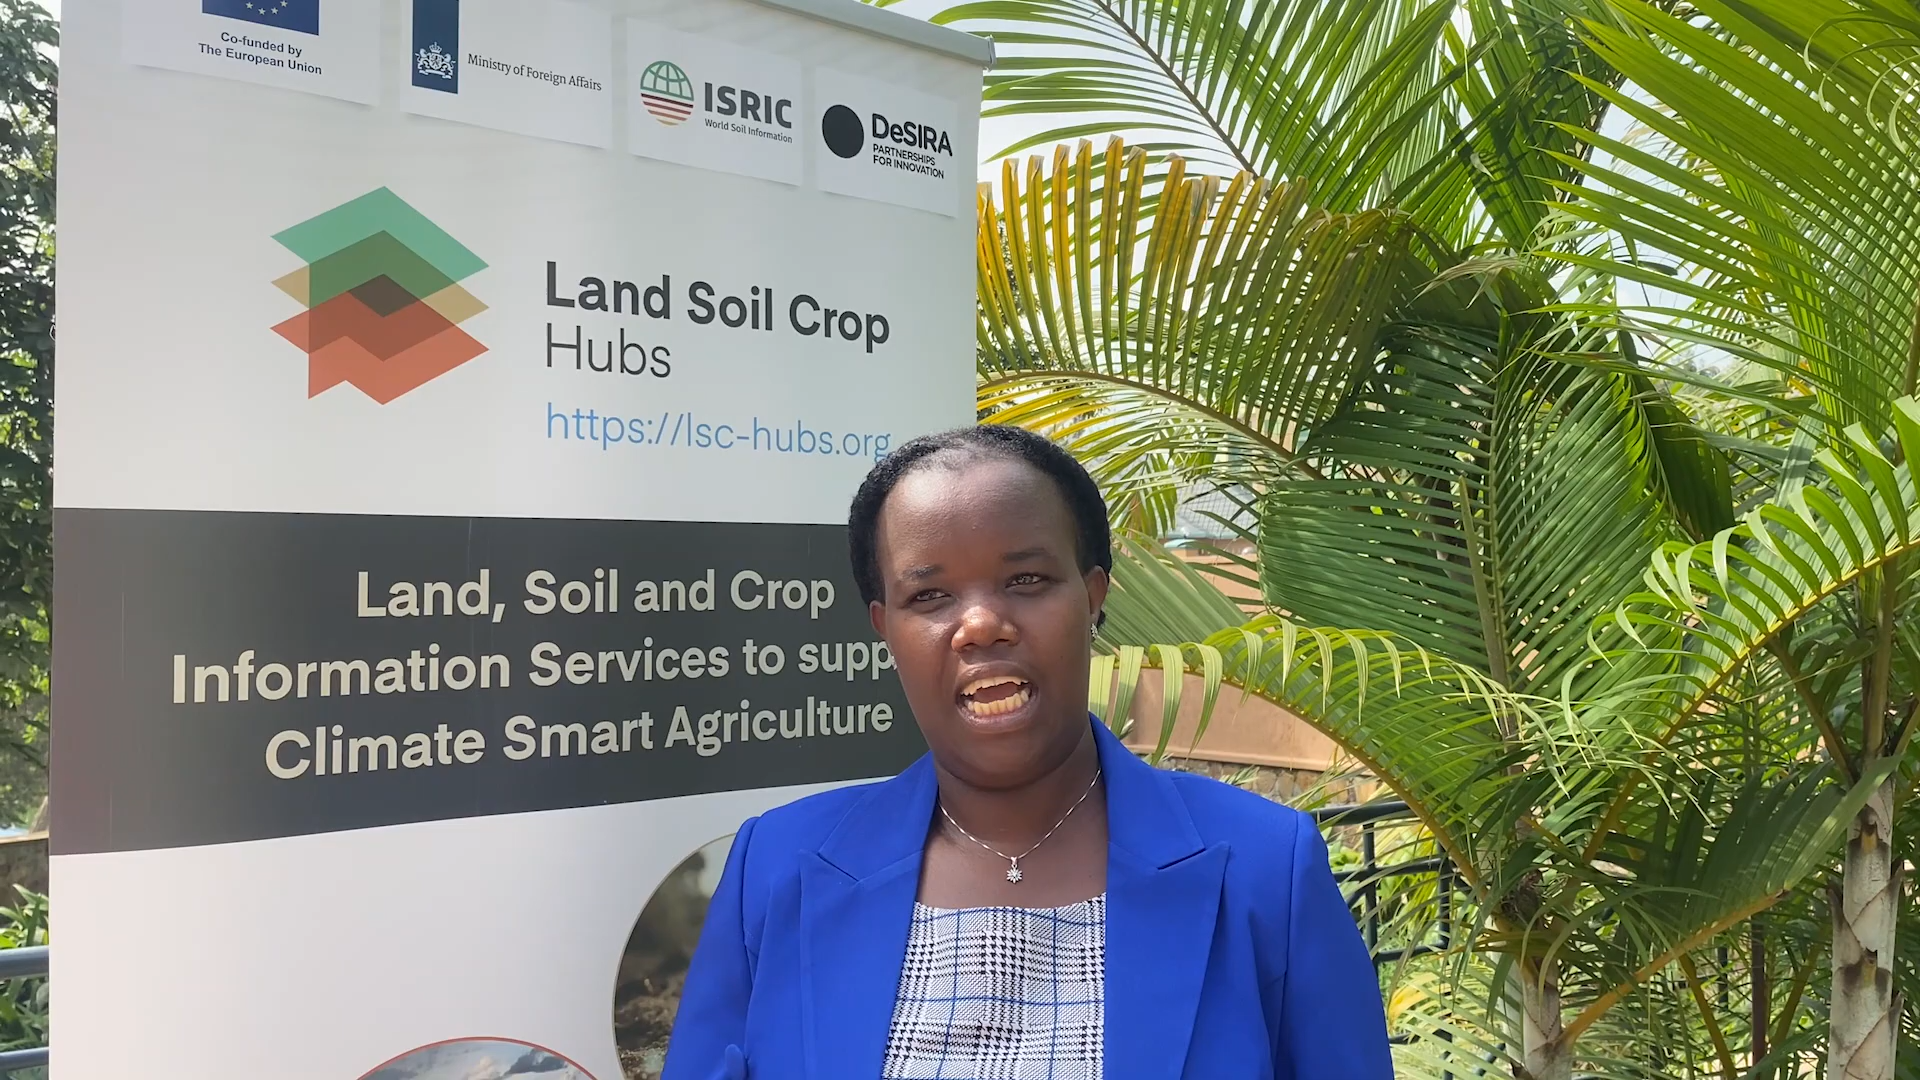 Co-funded by
The European Union
Ministry of Foreign Affairs
ISRIC
World Soil Information
DeSIRA
PARTNERSHIPS
FOR INNOVATION
Land Soil Crop
Hubs
https://lsc-hubs.org
Land, Soil and Crop
Information Services to supp
Climate Smart Agriculture